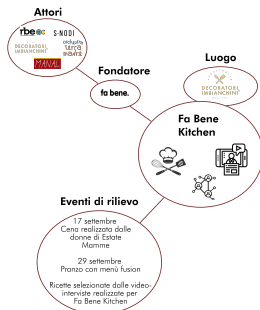 Attori
rbe
S-NODI
DECORATORI
IMBIANCHINI
orchestra
terra
madre
MANAL
Luogo
DECORATORI
IMBIANCHINI
Fondatore
fa bene.
Fa Bene
Kitchen
Eventi di rilievo
17 settembre
Cena realizzata dalle
donne di Estate
Mamme
29 settembre
Pranzo con menù fusion
Ricette selezionate dalle video-
interviste realizzate per
Fa Bene Kitchen